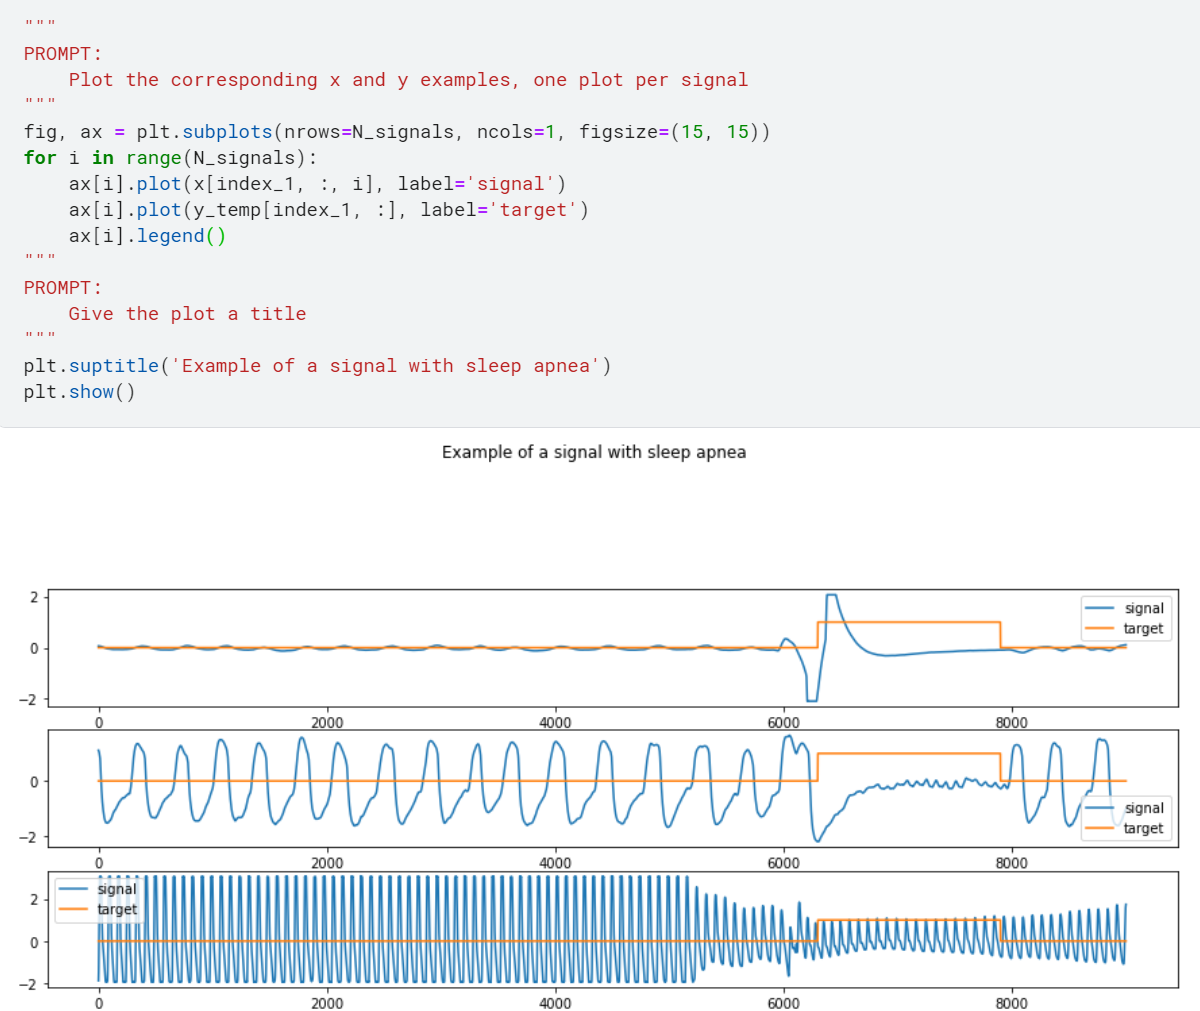 """
PROMPT:
    Plot the corresponding x and y examples, one plot per signal
"""
fig, ax = plt.subplots(nrows=N_signals, ncols=1, figsize=(15, 15))
for i in range(N_signals):
    ax[i].plot(x[index_1, :, i], label='signal')
    ax[i].plot(y_temp[index_1, :], label='target')
    ax[i].legend()
"""
PROMPT:
    Give the plot a title
"""
plt.suptitle('Example of a signal with sleep apnea')
plt.show()
Example of a signal with sleep apnea
2
0
−2
signal
target
0 2000 4000 6000 8000
0
−2
signal
target
0 2000 4000 6000 8000
signal
target
2
0
−2
0 2000 4000 6000 8000